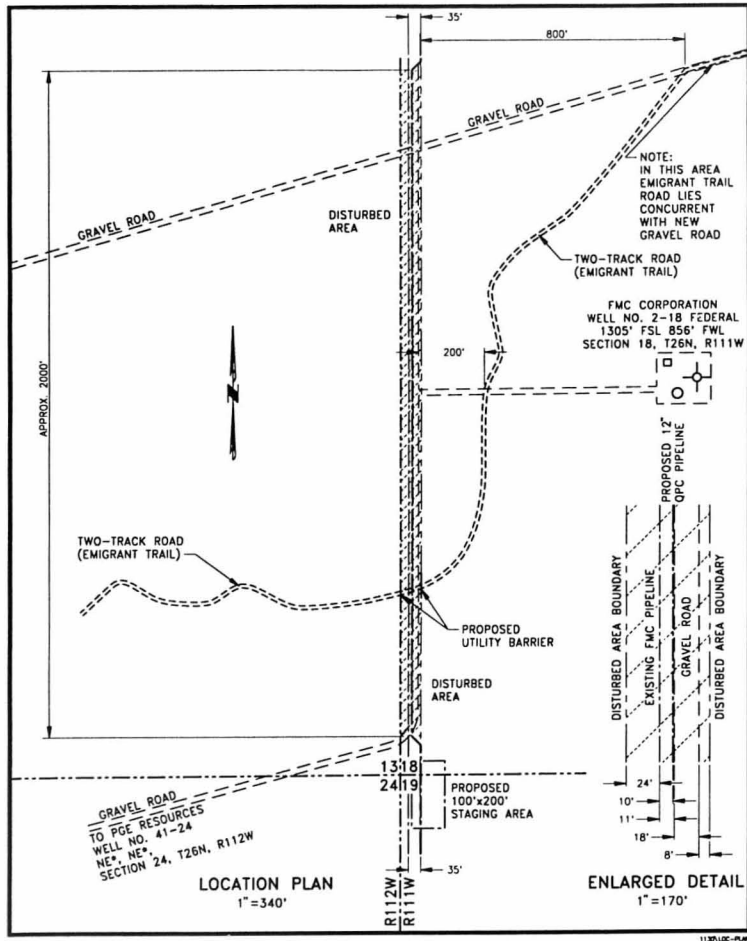 35'
800'
GRAVEL ROAD
NOTE:
IN THIS AREA
EMIGRANT TRAIL
ROAD LIES
CONCURRENT
WITH NEW
GRAVEL ROAD
DISTURBED
AREA
GRAVEL ROAD
TWO-TRACK ROAD
(EMIGRANT TRAIL)
FMC CORPORATION
WELL NO. 2-18 FEDERAL
1305' FSL 856' FWL
SECTION 18, T26N, R111W
200'
APPROX. 2000'
N
PROPOSED 12"
QPC PIPELINE
TWO-TRACK ROAD
(EMIGRANT TRAIL)
PROPOSED
UTILITY BARRIER
DISTURBED AREA BOUNDARY
EXISTING FMC PIPELINE
GRAVEL ROAD
DISTURBED AREA BOUNDARY
DISTURBED
AREA
13 18
24 19
PROPOSED
100'x200'
STAGING AREA
24'
10'
11'
18'
8'
GRAVEL ROAD
TO PGE RESOURCES
WELL NO. 41-24
NE*, NE*,
SECTION 24, T26N, R112W
35'
R112W
R111W
LOCATION PLAN
1"=340'
ENLARGED DETAIL
1"=170'